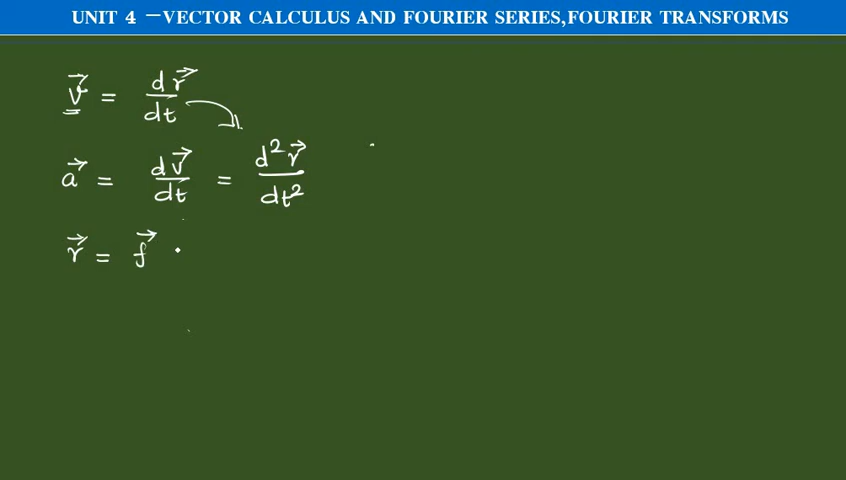 UNIT 4 -VECTOR CALCULUS AND FOURIER SERIES,FOURIER TRANSFORMS
v⃗ = dr⃗/dt
a⃗ = dv⃗/dt = d²r⃗/dt²
r⃗ = f⃗